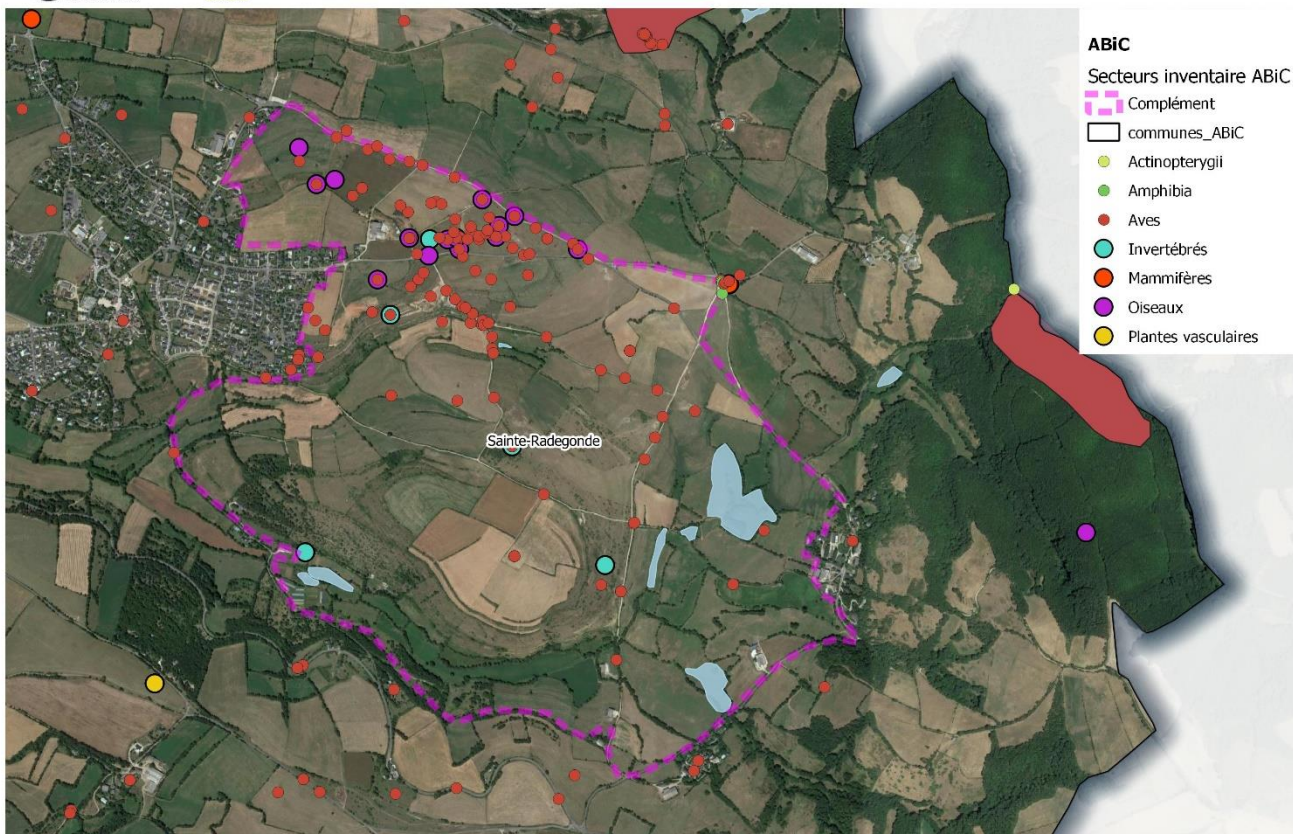 ABiC
Secteurs inventaire ABiC
Complément
communes_ABiC
Actinopterygii
Amphibia
Aves
Invertébrés
Mammifères
Oiseaux
Plantes vasculaires
Sainte-Radegonde